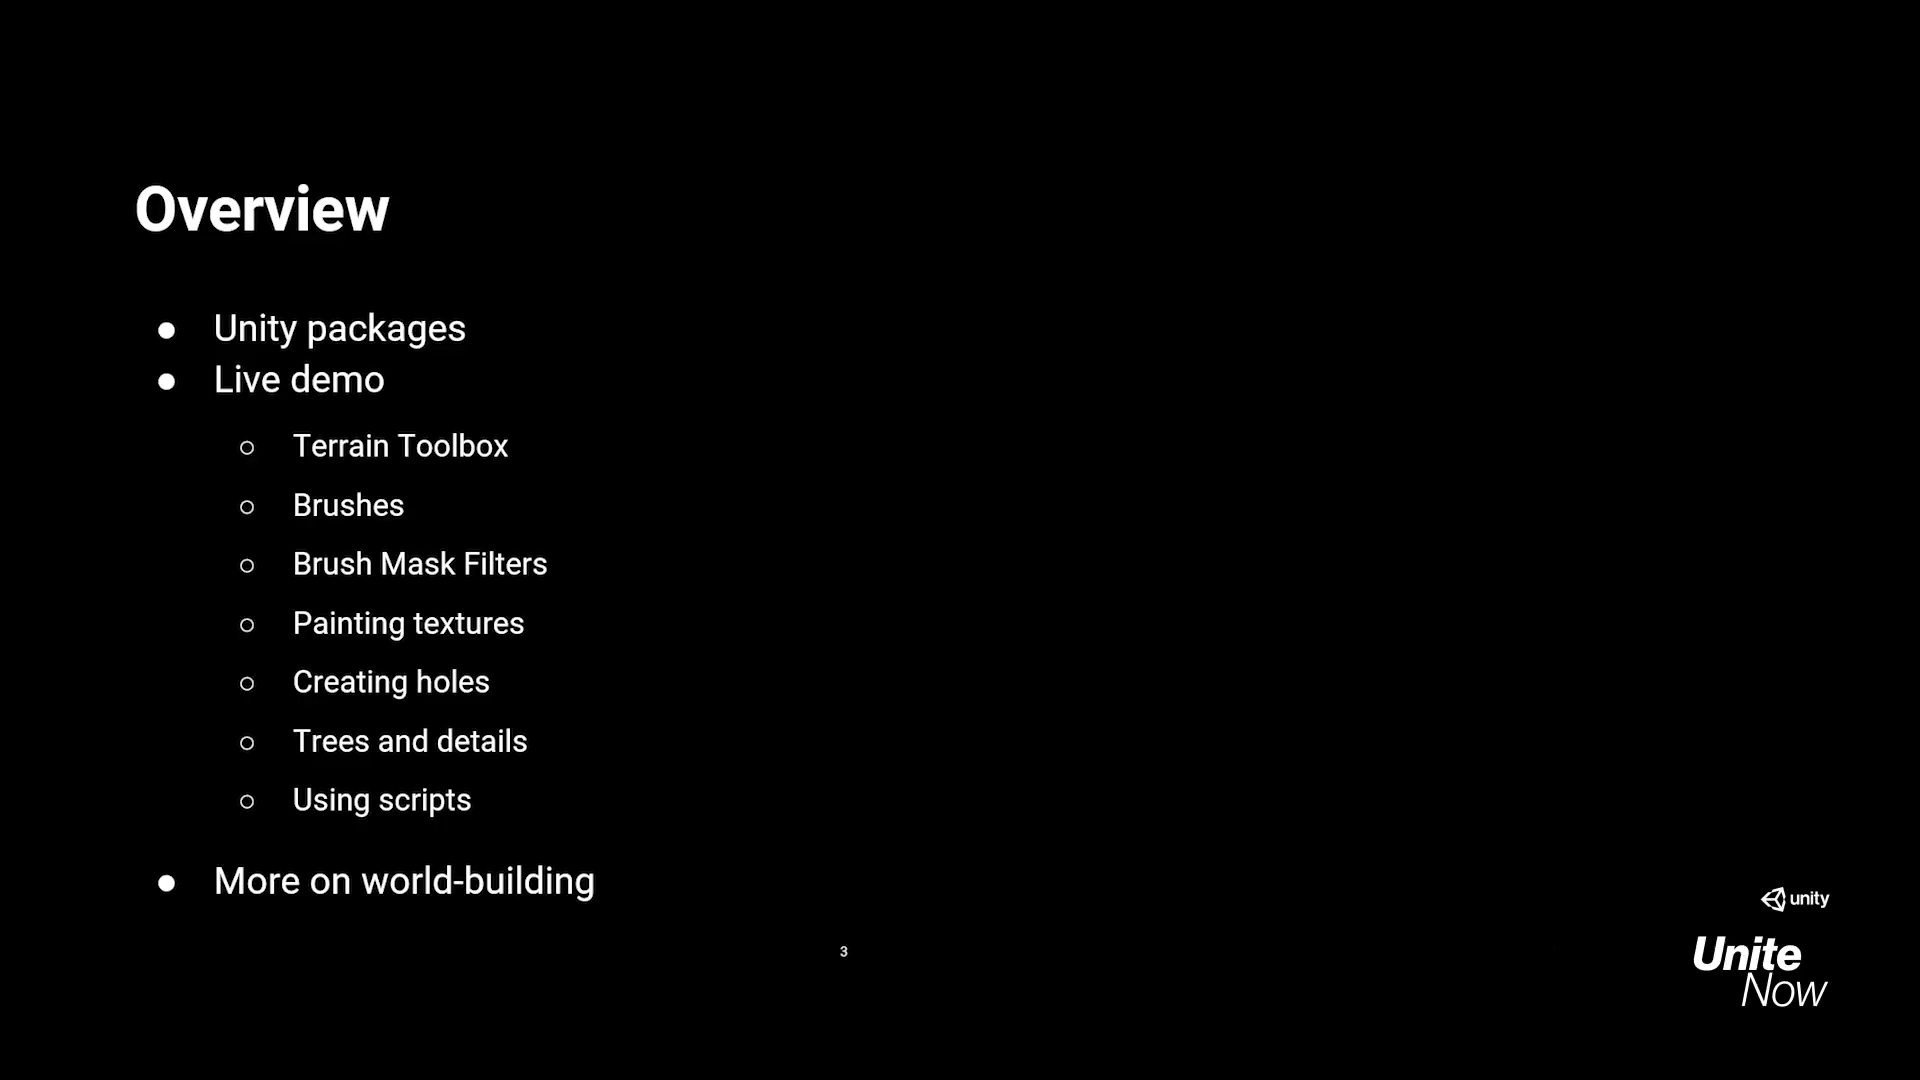 Overview
● Unity packages
● Live demo
○ Terrain Toolbox
○ Brushes
○ Brush Mask Filters
○ Painting textures
○ Creating holes
○ Trees and details
○ Using scripts
● More on world-building
3
unity
Unite
Now